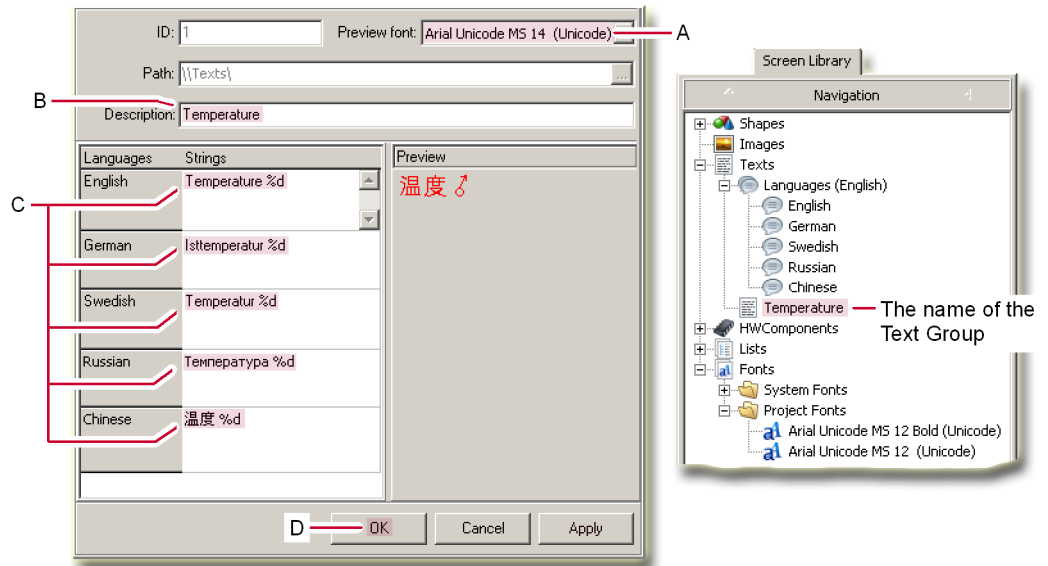 ID: 1 Preview font: Arial Unicode MS 14 (Unicode) A
Path: \\Texts\ ...
B
Description: Temperature
Languages Strings Preview
English Temperature %d 温度
C
German Isttemperatur %d
Swedish Temperatur %d
Russian Температура %d
Chinese 温度 %d
D OK Cancel Apply
Screen Library
Navigation
Shapes
Images
Texts
Languages (English)
English
German
Swedish
Russian
Chinese
Temperature The name of the
Text Group
HWComponents
Lists
Fonts
System Fonts
Project Fonts
Arial Unicode MS 12 Bold (Unicode)
Arial Unicode MS 12 (Unicode)